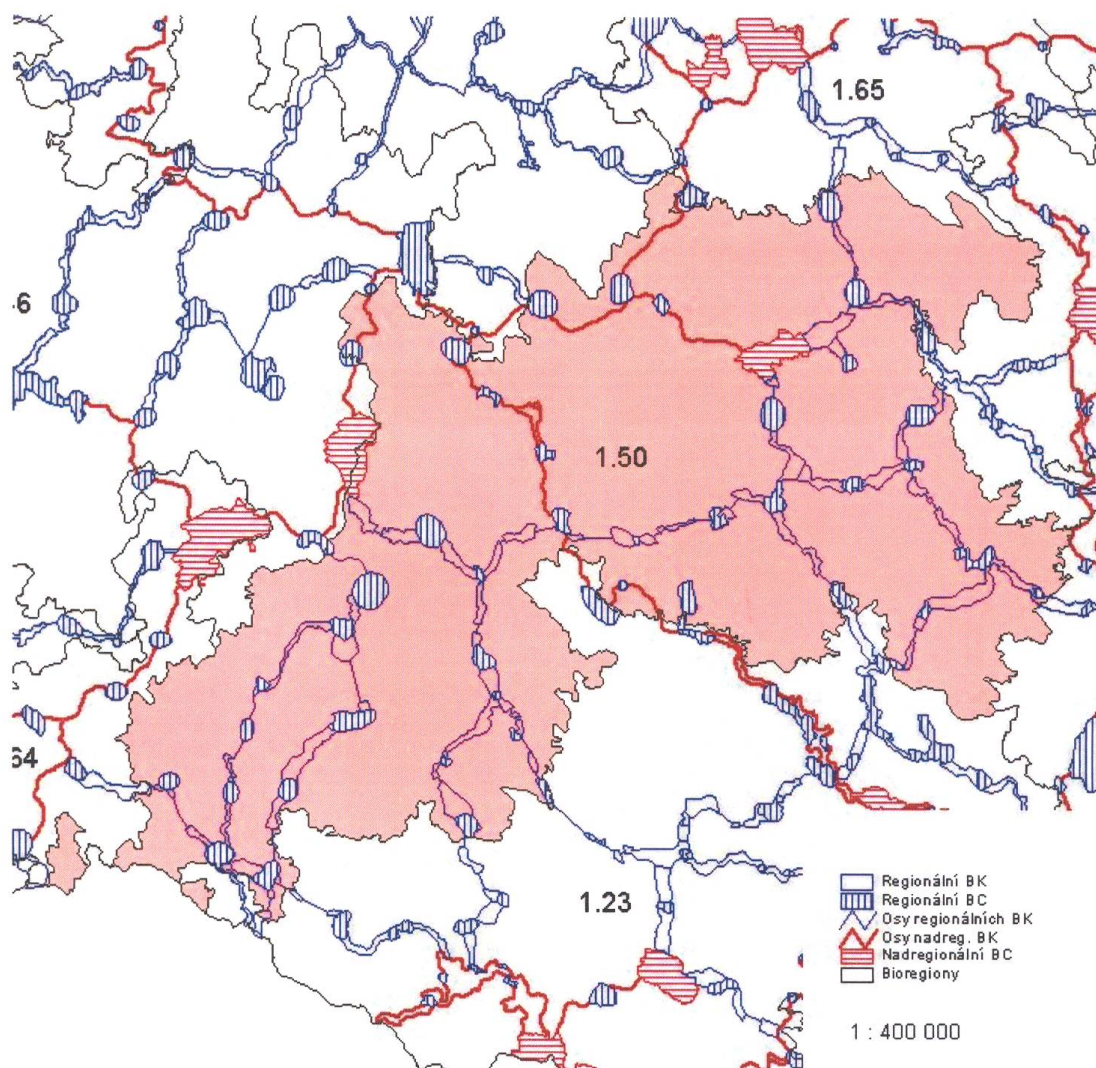 1.65
-6
1.50
64
1.23
Regionální BK
Regionální BC
Osy regionálních BK
Osy nadreg. BK
Nadregionální BC
Bioregiony
1 : 400 000